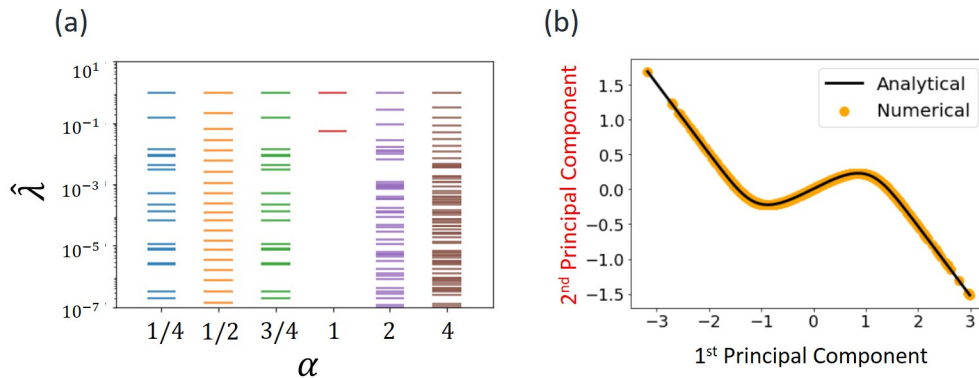 (a)
(b)
10¹
10⁻¹
10⁻³
10⁻⁵
10⁻⁷
λ̂
1/4 1/2 3/4 1 2 4
α
Analytical
Numerical
2nd Principal Component
1.5
1.0
0.5
0.0
−0.5
−1.0
−1.5
−3 −2 −1 0 1 2 3
1st Principal Component